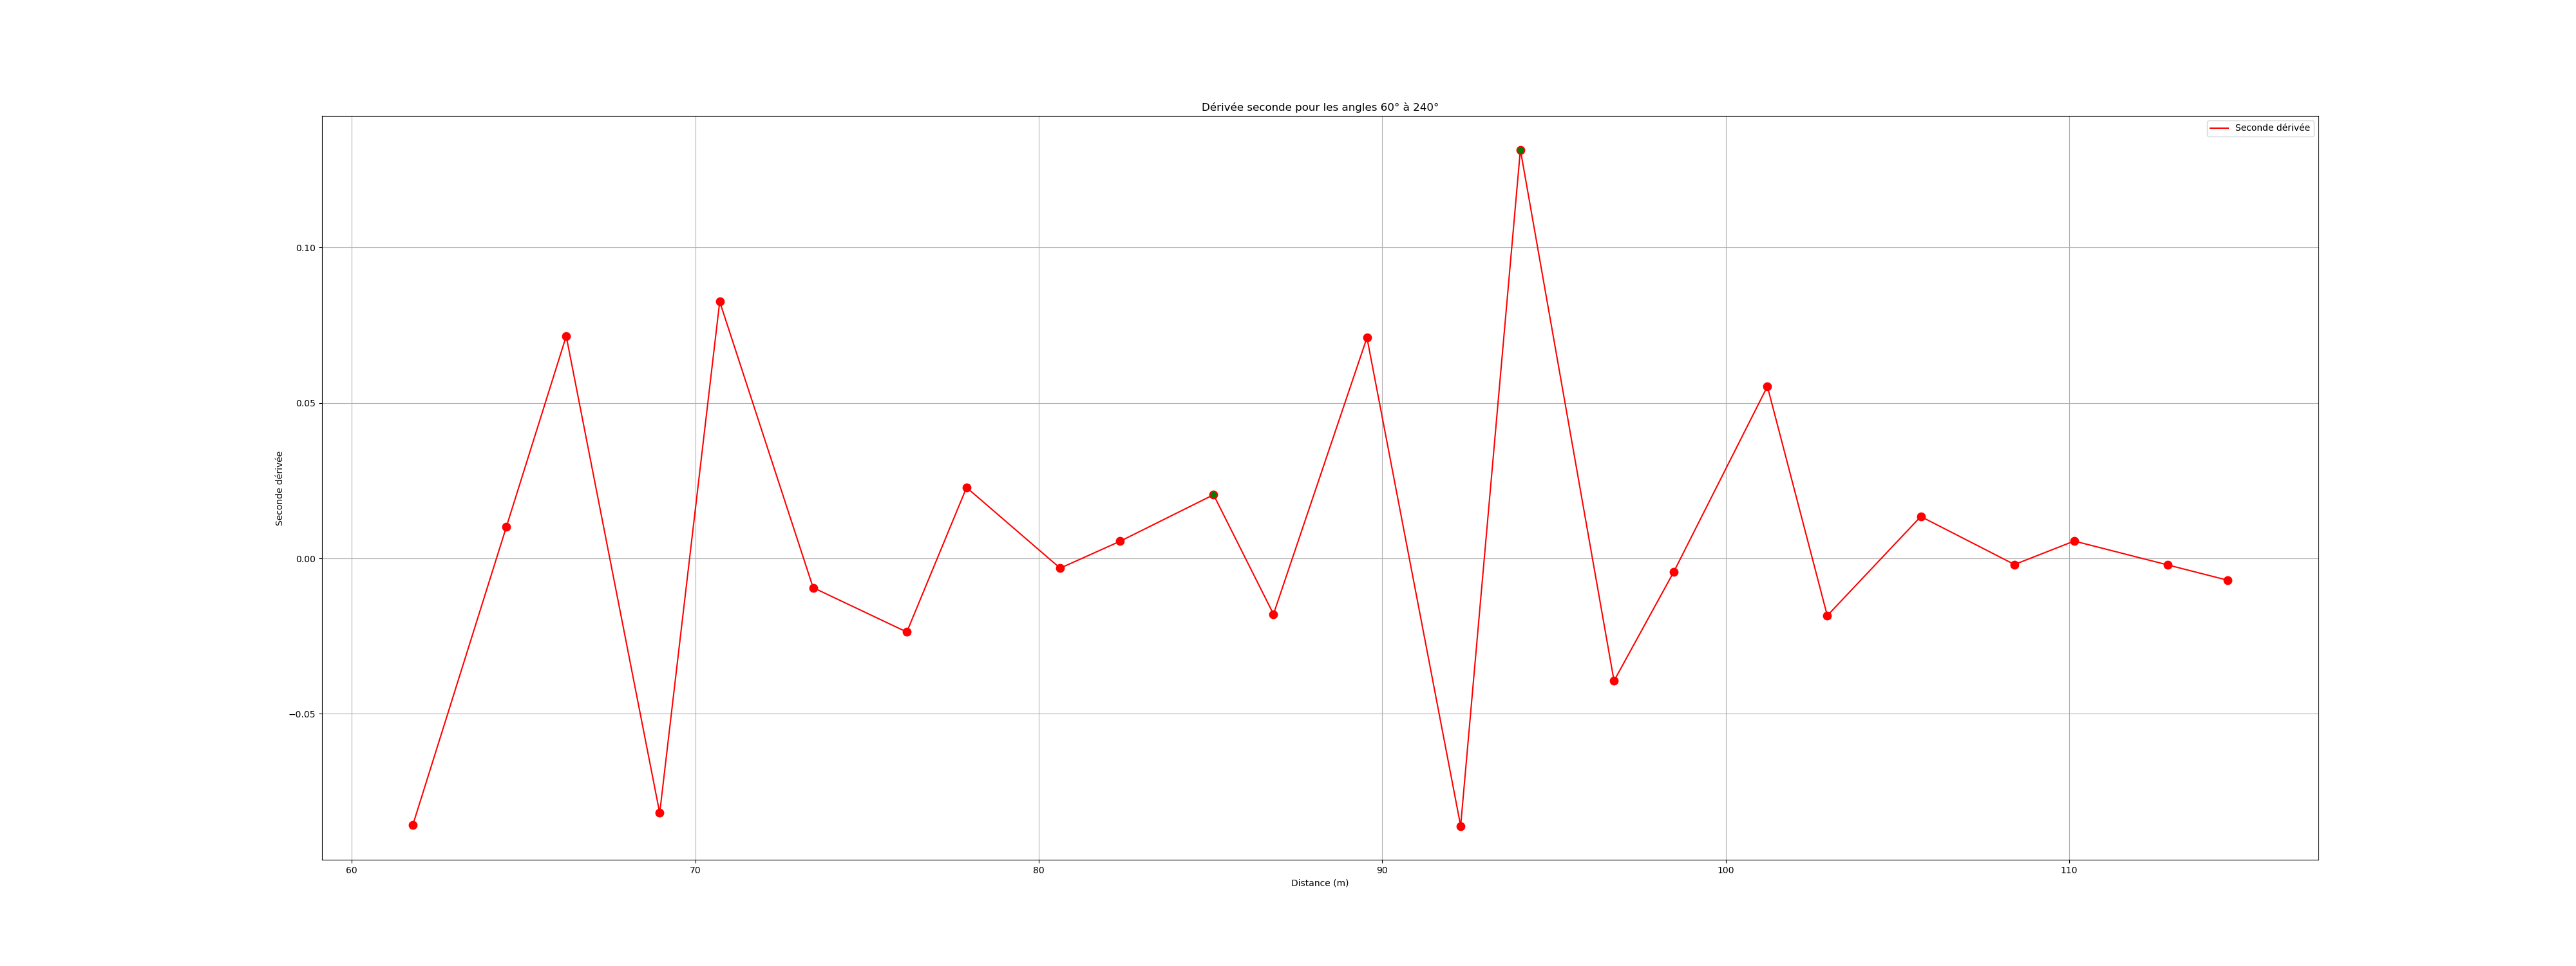 Dérivée seconde pour les angles 60° à 240°
Seconde dérivée
0.10
0.05
0.00
−0.05
Seconde dérivée
60
70
80
90
100
110
Distance (m)